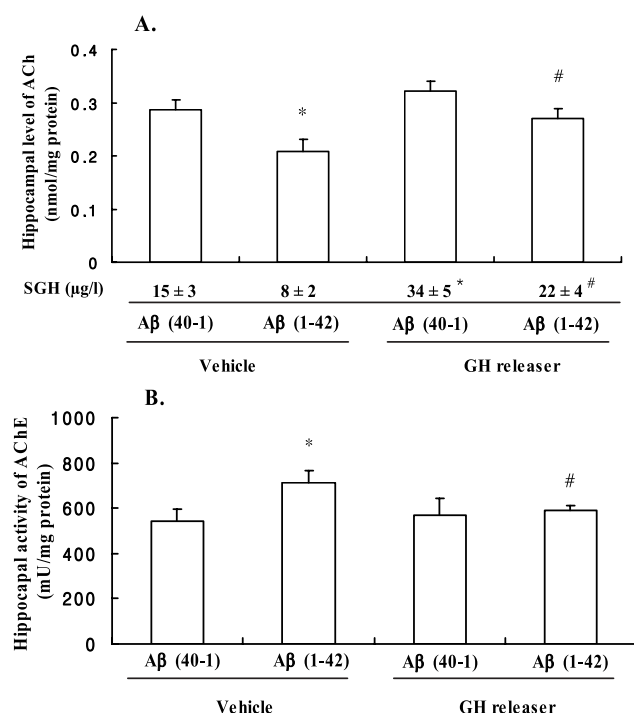 A.
Hippocampal level of ACh
(nmol/mg protein)
0.4
0.3
0.2
0.1
0
*
#
SGH (μg/l)
15 ± 3 8 ± 2 34 ± 5 * 22 ± 4 #
Aβ (40-1) Aβ (1-42) Aβ (40-1) Aβ (1-42)
Vehicle GH releaser
B.
Hippocapal activity of AChE
(mU/mg protein)
1000
800
600
400
200
0
*
#
Aβ (40-1) Aβ (1-42) Aβ (40-1) Aβ (1-42)
Vehicle GH releaser